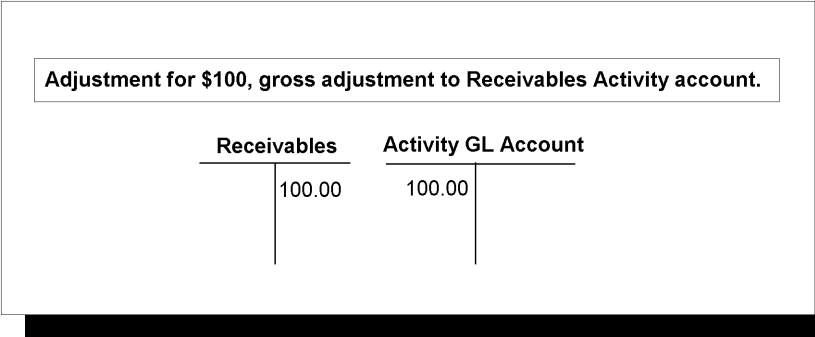 Adjustment for $100, gross adjustment to Receivables Activity account.
Receivables Activity GL Account
100.00 100.00